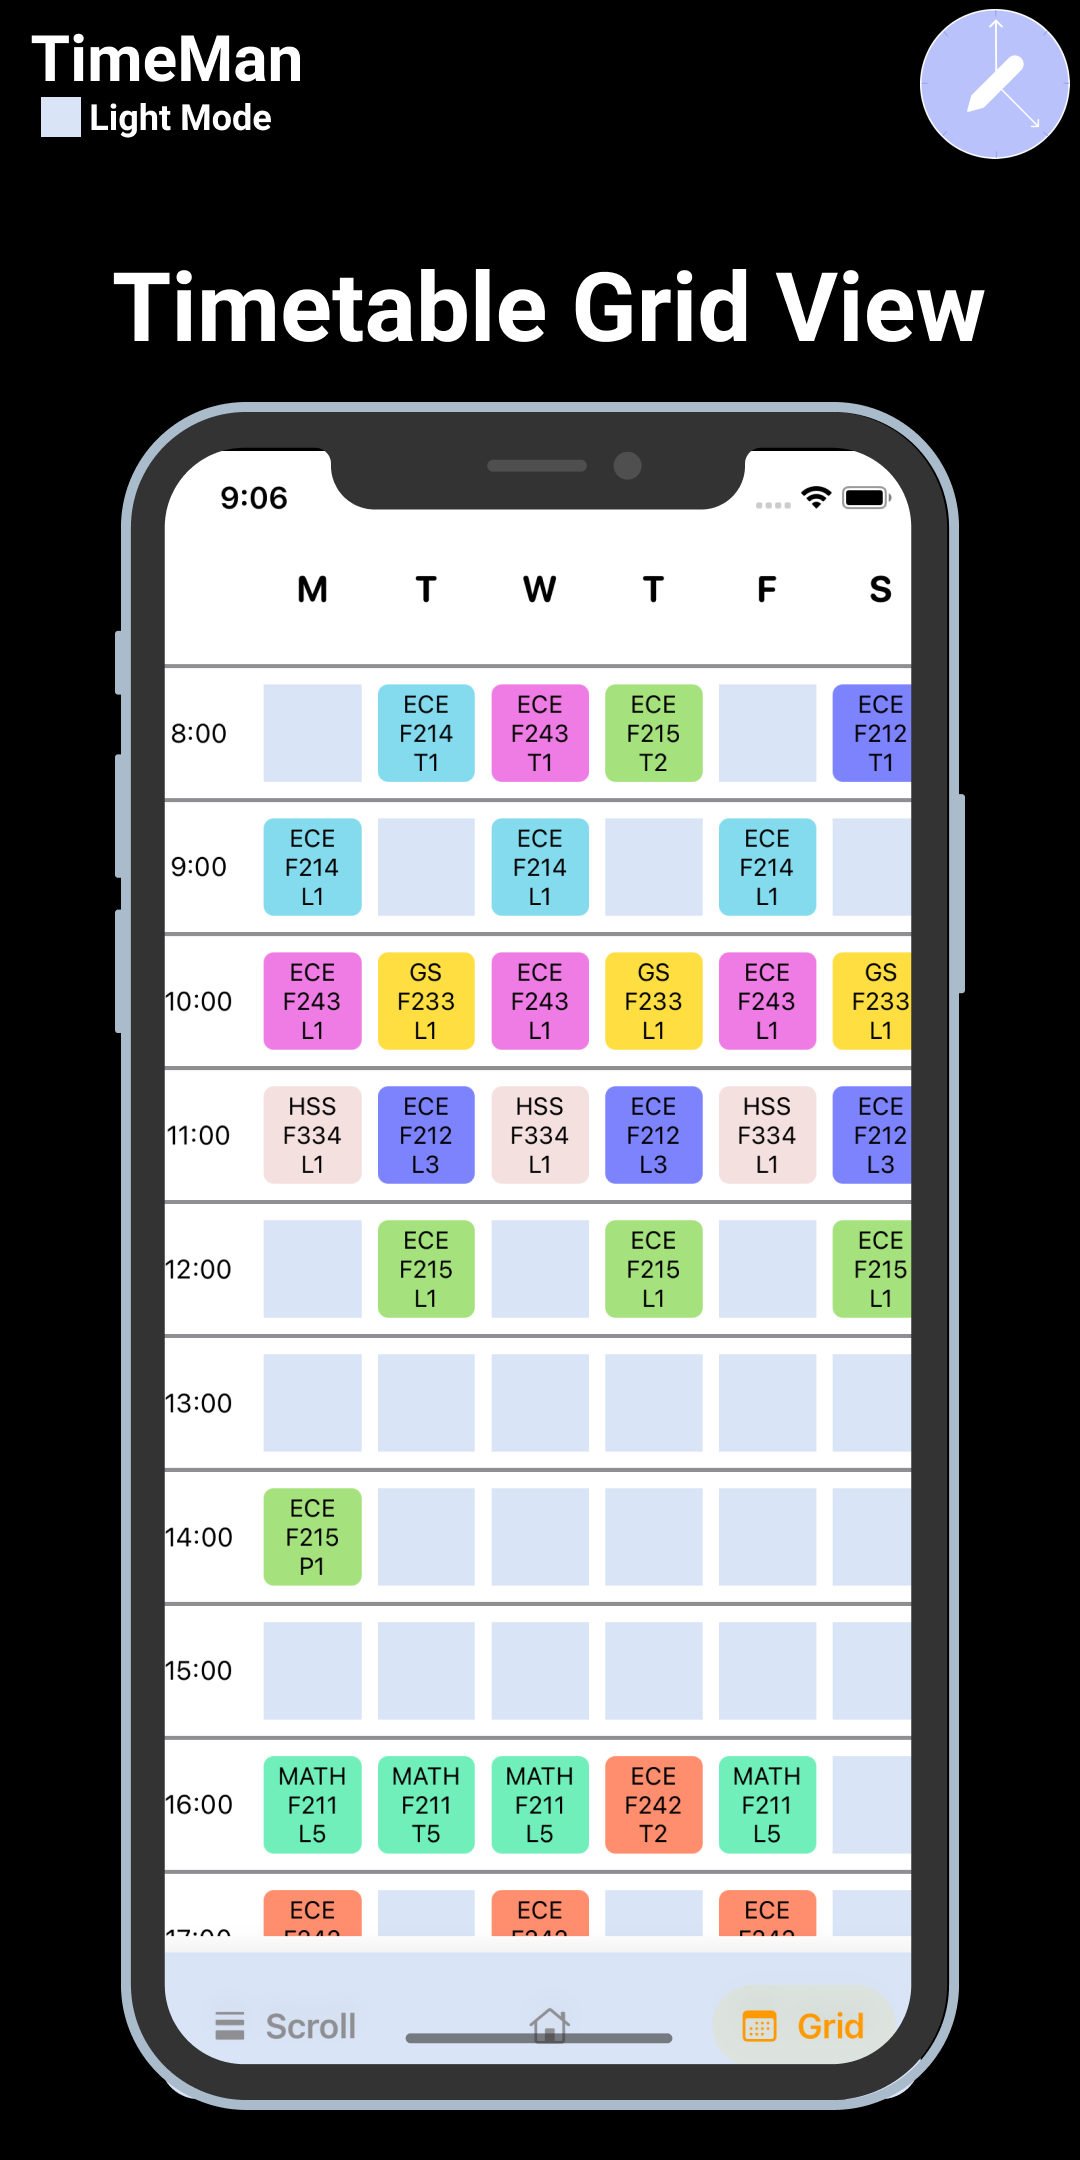 TimeMan
Light Mode
Timetable Grid View
9:06
M T W T F S
8:00
ECE F214 T1
ECE F243 T1
ECE F215 T2
ECE F212 T1
9:00
ECE F214 L1
ECE F214 L1
ECE F214 L1
10:00
ECE F243 L1
GS F233 L1
ECE F243 L1
GS F233 L1
ECE F243 L1
GS F233 L1
11:00
HSS F334 L1
ECE F212 L3
HSS F334 L1
ECE F212 L3
HSS F334 L1
ECE F212 L3
12:00
ECE F215 L1
ECE F215 L1
ECE F215 L1
13:00
14:00
ECE F215 P1
15:00
16:00
MATH F211 L5
MATH F211 T5
MATH F211 L5
ECE F242 T2
MATH F211 L5
17:00
ECE F242
ECE F242
ECE F242
Scroll
Grid